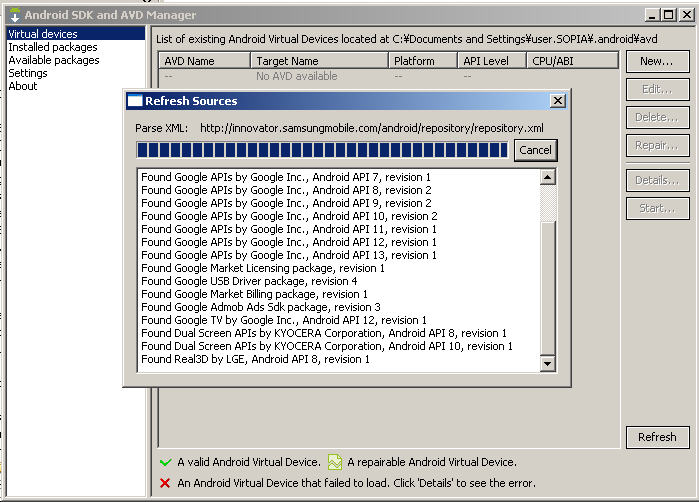 Android SDK and AVD Manager
Virtual devices
Installed packages
Available packages
Settings
About
List of existing Android Virtual Devices located at C:¥Documents and Settings¥user.SOPIA¥.android¥avd
AVD Name Target Name Platform API Level CPU/ABI
-- No AVD available -- --
New...
Edit...
Delete...
Repair...
Details...
Start...
Refresh
Refresh Sources
Parse XML: http://innovator.samsungmobile.com/android/repository/repository.xml
Cancel
Found Google APIs by Google Inc., Android API 7, revision 1
Found Google APIs by Google Inc., Android API 8, revision 2
Found Google APIs by Google Inc., Android API 9, revision 2
Found Google APIs by Google Inc., Android API 10, revision 2
Found Google APIs by Google Inc., Android API 11, revision 1
Found Google APIs by Google Inc., Android API 12, revision 1
Found Google APIs by Google Inc., Android API 13, revision 1
Found Google Market Licensing package, revision 1
Found Google USB Driver package, revision 4
Found Google Market Billing package, revision 1
Found Google Admob Ads Sdk package, revision 3
Found Google TV by Google Inc., Android API 12, revision 1
Found Dual Screen APIs by KYOCERA Corporation, Android API 8, revision 1
Found Dual Screen APIs by KYOCERA Corporation, Android API 10, revision 1
Found Real3D by LGE, Android API 8, revision 1
A valid Android Virtual Device. A repairable Android Virtual Device.
An Android Virtual Device that failed to load. Click 'Details' to see the error.